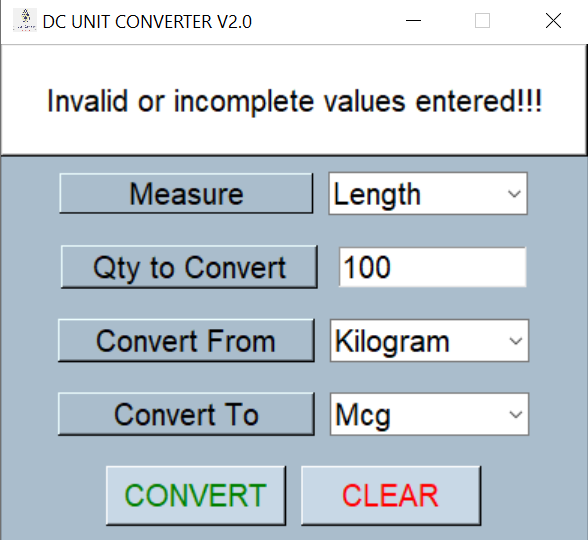 DC UNIT CONVERTER V2.0
Invalid or incomplete values entered!!!
Measure Length
Qty to Convert 100
Convert From Kilogram
Convert To Mcg
CONVERT CLEAR